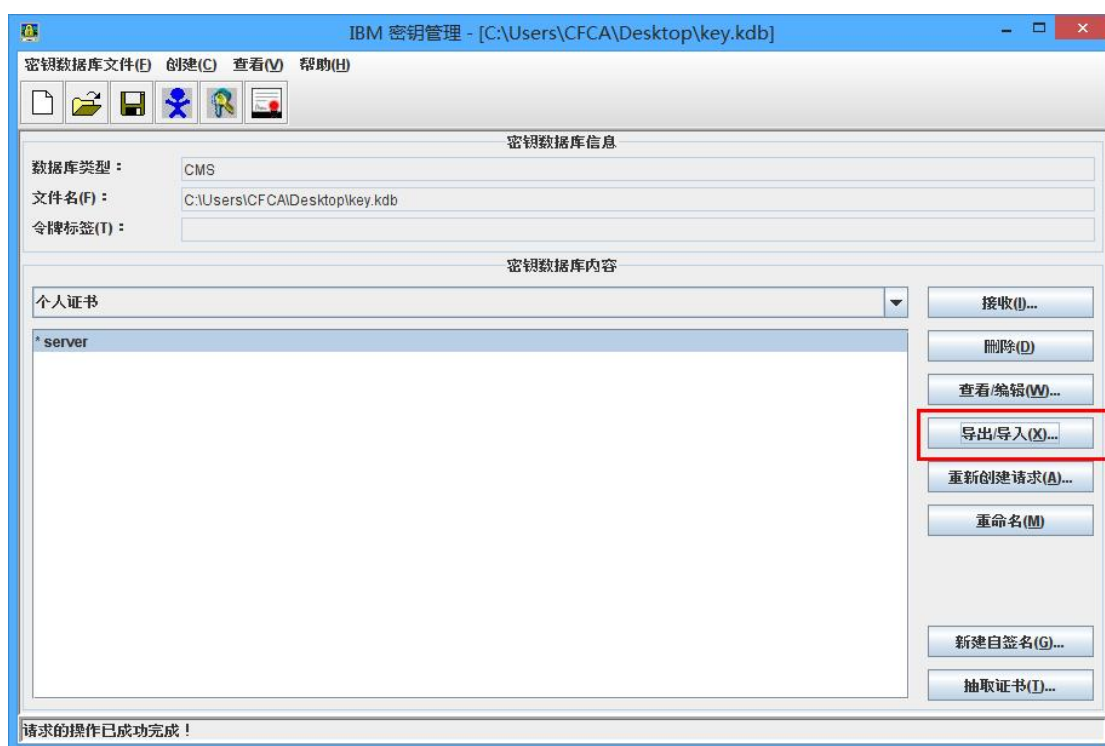 IBM 密钥管理 - [C:\Users\CFCA\Desktop\key.kdb]
密钥数据库文件(F) 创建(C) 查看(V) 帮助(H)
密钥数据库信息
数据库类型： CMS
文件名(F)： C:\Users\CFCA\Desktop\key.kdb
令牌标签(T)：
密钥数据库内容
个人证书
接收(I)...
* server
删除(D)
查看/编辑(W)...
导出/导入(X)...
重新创建请求(A)...
重命名(M)
新建自签名(G)...
抽取证书(T)...
请求的操作已成功完成！